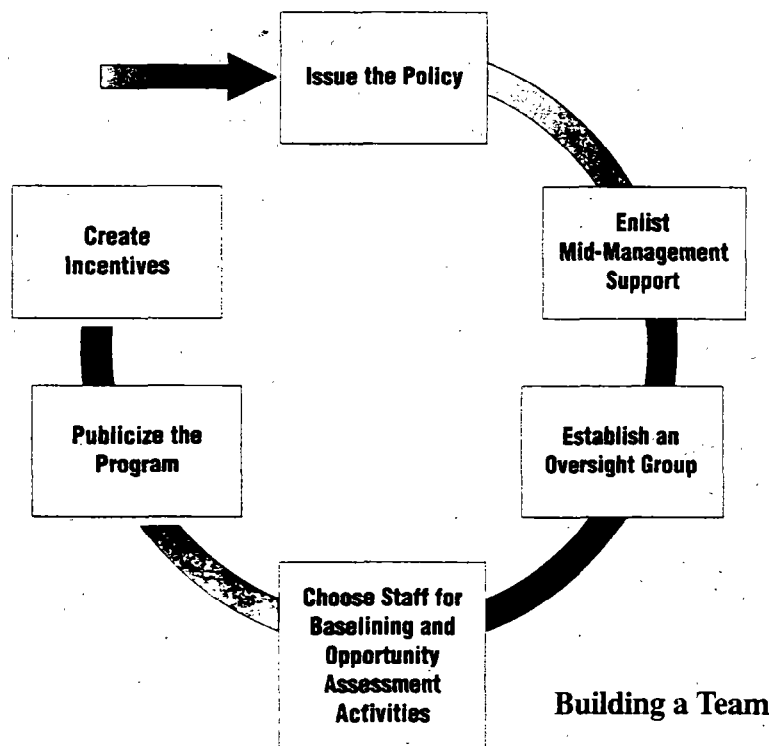 Issue the Policy
Enlist
Mid-Management
Support
Establish an
Oversight Group
Choose Staff for
Baselining and
Opportunity
Assessment
Activities
Publicize the
Program
Create
Incentives
Building a Team